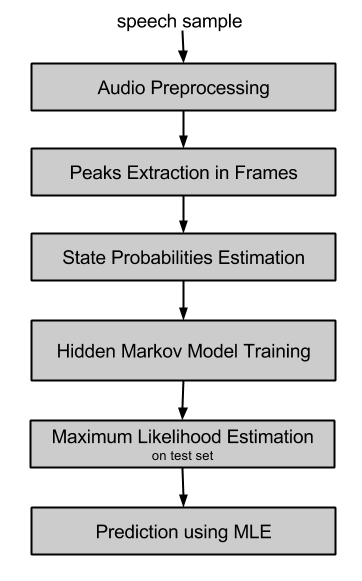 speech sample
Audio Preprocessing
Peaks Extraction in Frames
State Probabilities Estimation
Hidden Markov Model Training
Maximum Likelihood Estimation
on test set
Prediction using MLE